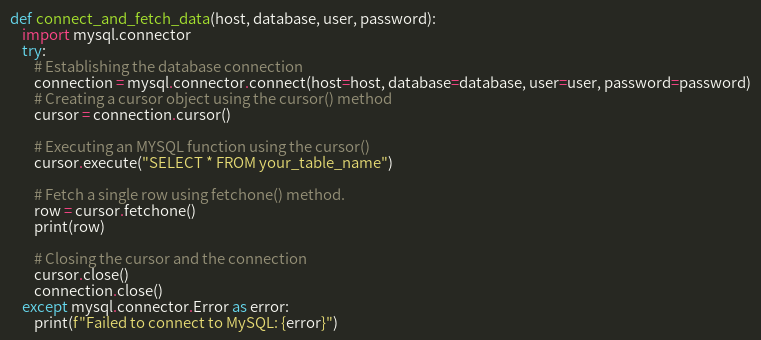 def connect_and_fetch_data(host, database, user, password):
    import mysql.connector
    try:
        # Establishing the database connection
        connection = mysql.connector.connect(host=host, database=database, user=user, password=password)
        # Creating a cursor object using the cursor() method
        cursor = connection.cursor()

        # Executing an MYSQL function using the cursor()
        cursor.execute("SELECT * FROM your_table_name")

        # Fetch a single row using fetchone() method.
        row = cursor.fetchone()
        print(row)

        # Closing the cursor and the connection
        cursor.close()
        connection.close()
    except mysql.connector.Error as error:
        print(f"Failed to connect to MySQL: {error}")